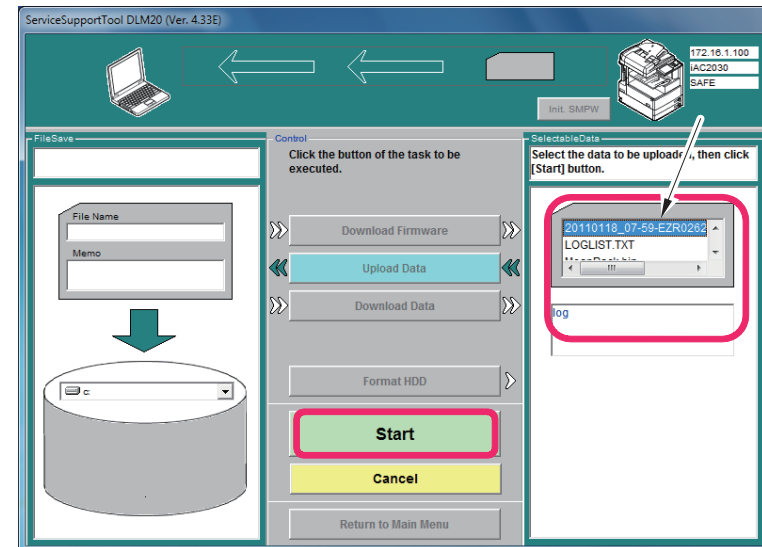 ServiceSupportTool DLM20 (Ver. 4.33E)
172.16.1.100
iAC2030
SAFE
Init. SMPW
FileSave
File Name
Memo
c:
Control
Click the button of the task to be
executed.
Download Firmware
Upload Data
Download Data
Format HDD
Start
Cancel
Return to Main Menu
SelectableData
Select the data to be uploaded, then click
[Start] button.
20110118_07-59-EZR0262
LOGLIST.TXT
log